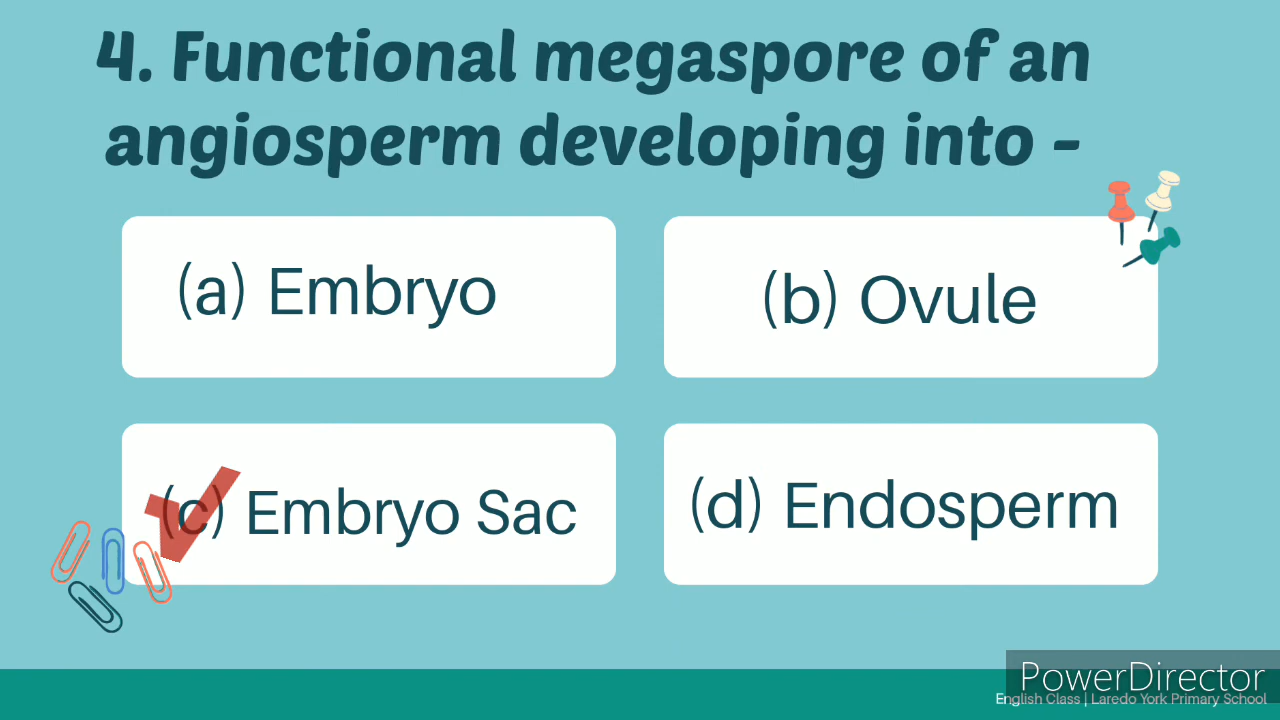 4. Functional megaspore of an
angiosperm developing into -
(a) Embryo
(b) Ovule
(c) Embryo Sac
(d) Endosperm
PowerDirector
English Class | Laredo York Primary School